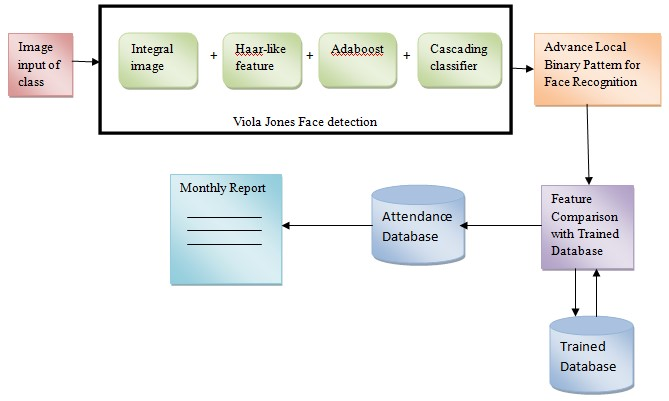 Image
input of
class
Integral
image
+
Haar-like
feature
+
Adaboost
+
Cascading
classifier
Viola Jones Face detection
Advance Local
Binary Pattern for
Face Recognition
Monthly Report
Attendance
Database
Feature
Comparison
with Trained
Database
Trained
Database